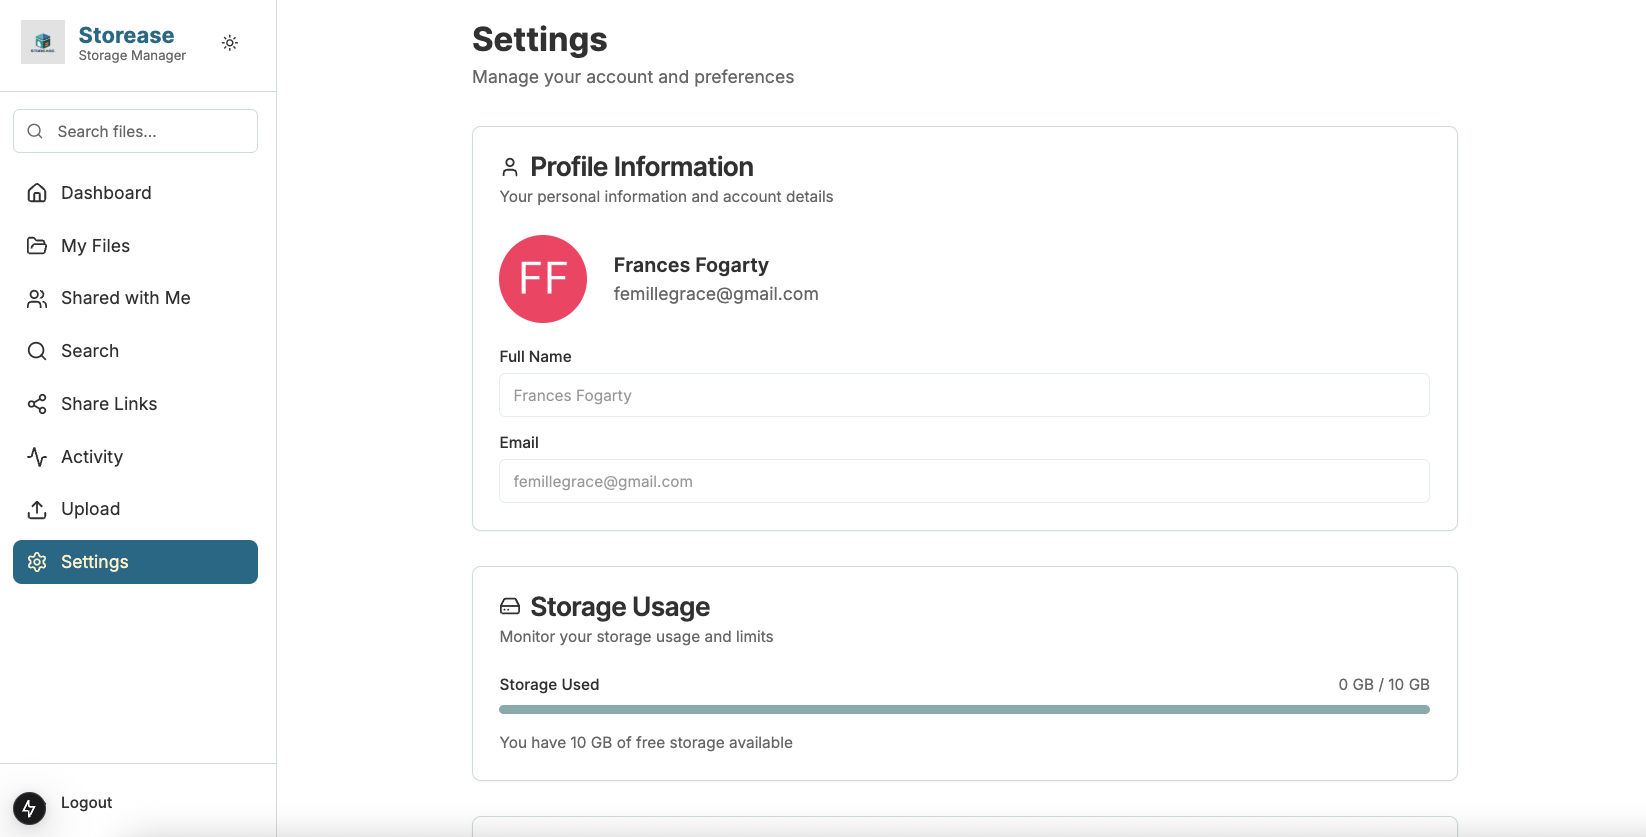 Storease
Storage Manager
Search files...
Dashboard
My Files
Shared with Me
Search
Share Links
Activity
Upload
Settings
Logout
Settings
Manage your account and preferences
Profile Information
Your personal information and account details
FF
Frances Fogarty
femillegrace@gmail.com
Full Name
Frances Fogarty
Email
femillegrace@gmail.com
Storage Usage
Monitor your storage usage and limits
Storage Used
0 GB / 10 GB
You have 10 GB of free storage available